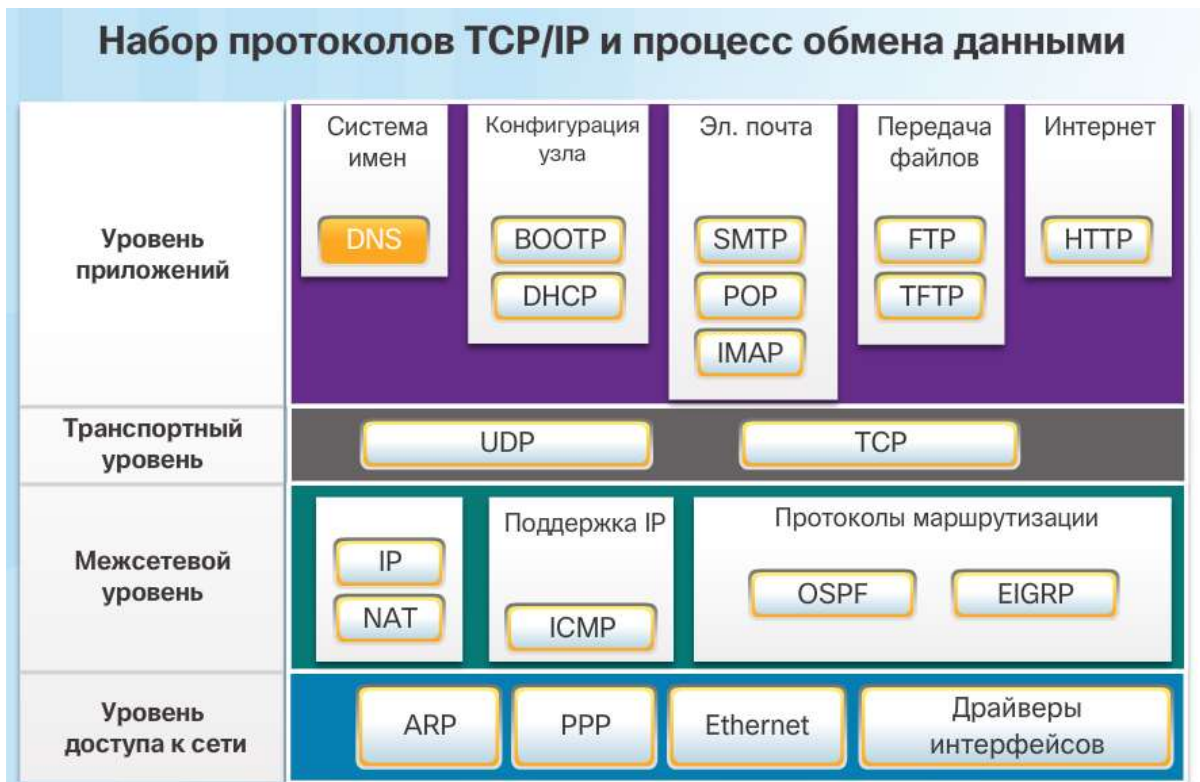 Набор протоколов TCP/IP и процесс обмена данными
Уровень
приложений
Система
имен
DNS
Конфигурация
узла
BOOTP
DHCP
Эл. почта
SMTP
POP
IMAP
Передача
файлов
FTP
TFTP
Интернет
HTTP
Транспортный
уровень
UDP
TCP
Межсетевой
уровень
IP
NAT
Поддержка IP
ICMP
Протоколы маршрутизации
OSPF
EIGRP
Уровень
доступа к сети
ARP
PPP
Ethernet
Драйверы
интерфейсов